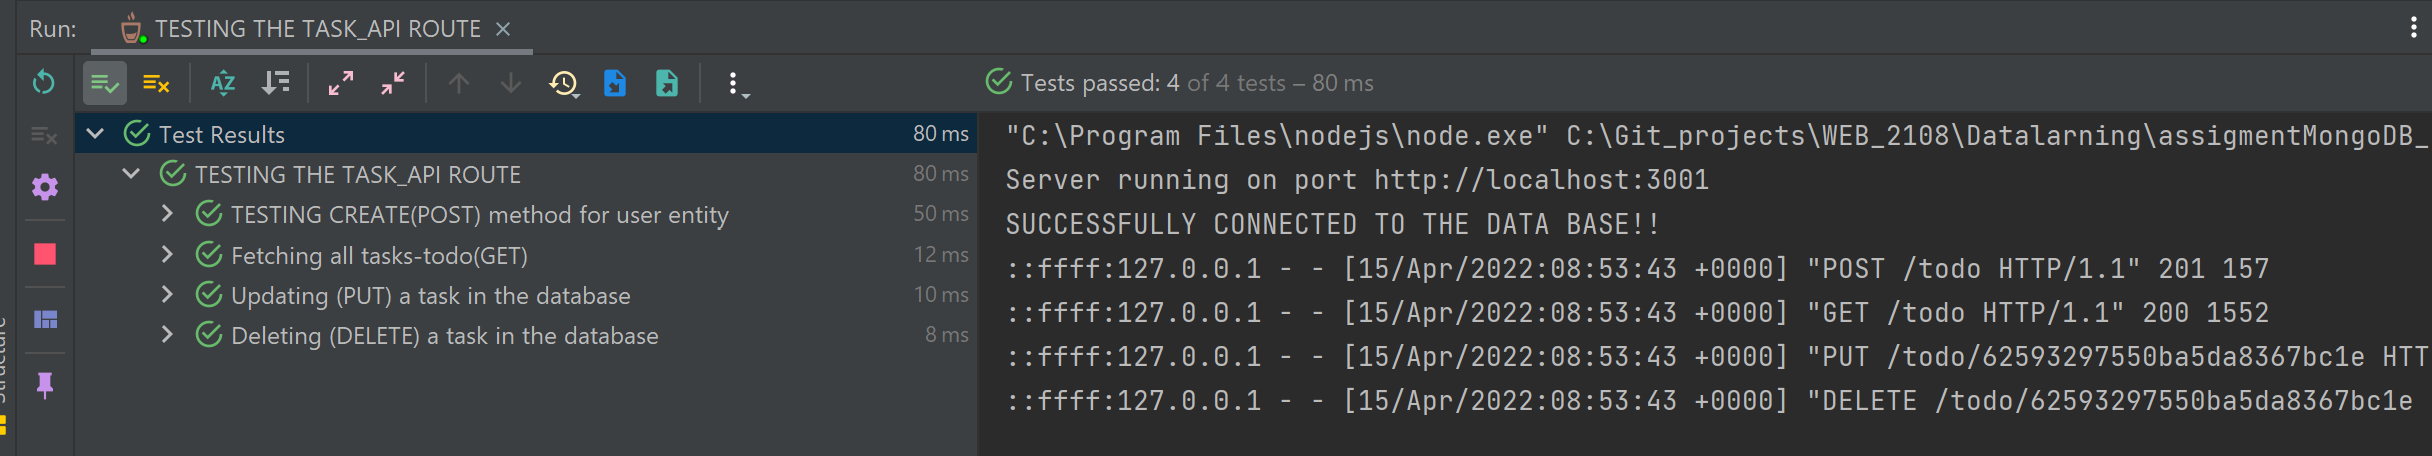 Run: TESTING THE TASK_API ROUTE
Tests passed: 4 of 4 tests – 80 ms
Test Results 80 ms
TESTING THE TASK_API ROUTE 80 ms
TESTING CREATE(POST) method for user entity 50 ms
Fetching all tasks-todo(GET) 12 ms
Updating (PUT) a task in the database 10 ms
Deleting (DELETE) a task in the database 8 ms
"C:\Program Files\nodejs\node.exe" C:\Git_projects\WEB_2108\Datalarning\assigmentMongoDB_
Server running on port http://localhost:3001
SUCCESSFULLY CONNECTED TO THE DATA BASE!!
::ffff:127.0.0.1 - - [15/Apr/2022:08:53:43 +0000] "POST /todo HTTP/1.1" 201 157
::ffff:127.0.0.1 - - [15/Apr/2022:08:53:43 +0000] "GET /todo HTTP/1.1" 200 1552
::ffff:127.0.0.1 - - [15/Apr/2022:08:53:43 +0000] "PUT /todo/62593297550ba5da8367bc1e HTT
::ffff:127.0.0.1 - - [15/Apr/2022:08:53:43 +0000] "DELETE /todo/62593297550ba5da8367bc1e
Structure